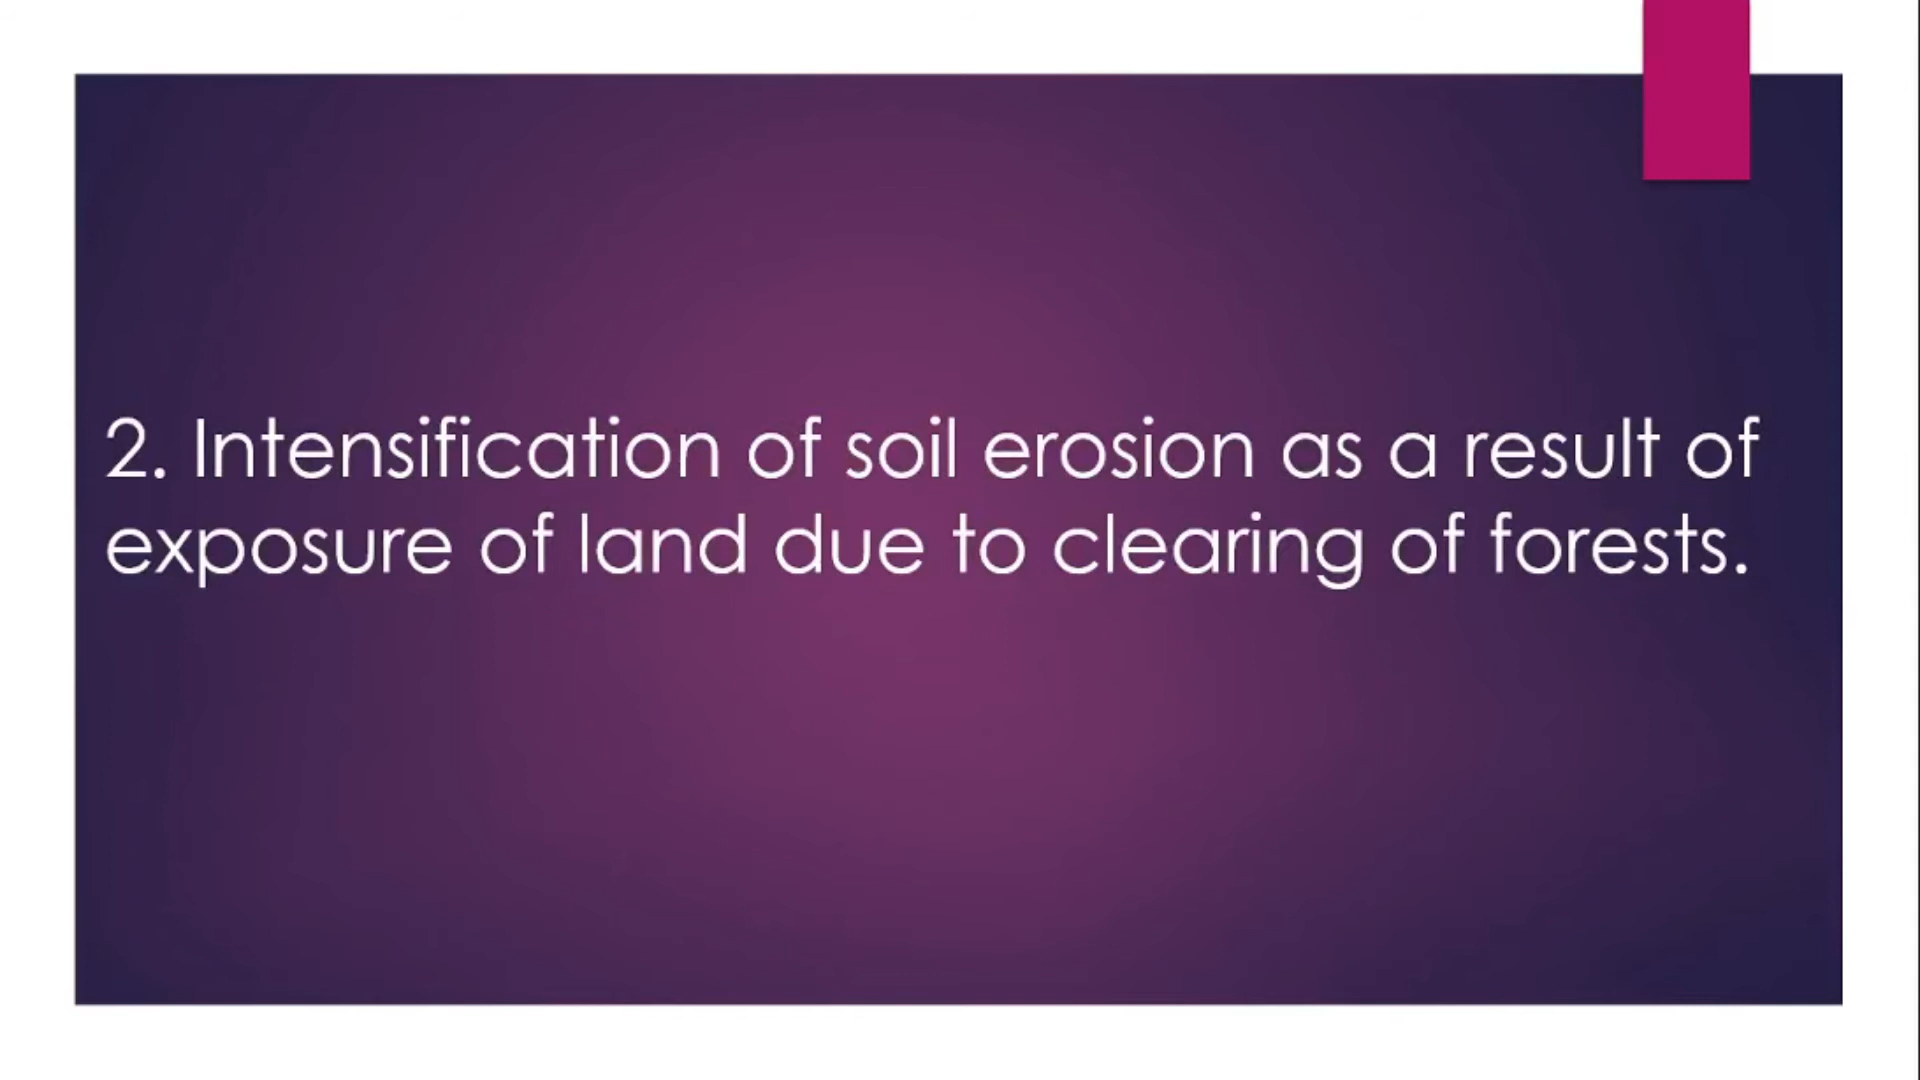 2. Intensification of soil erosion as a result of
exposure of land due to clearing of forests.